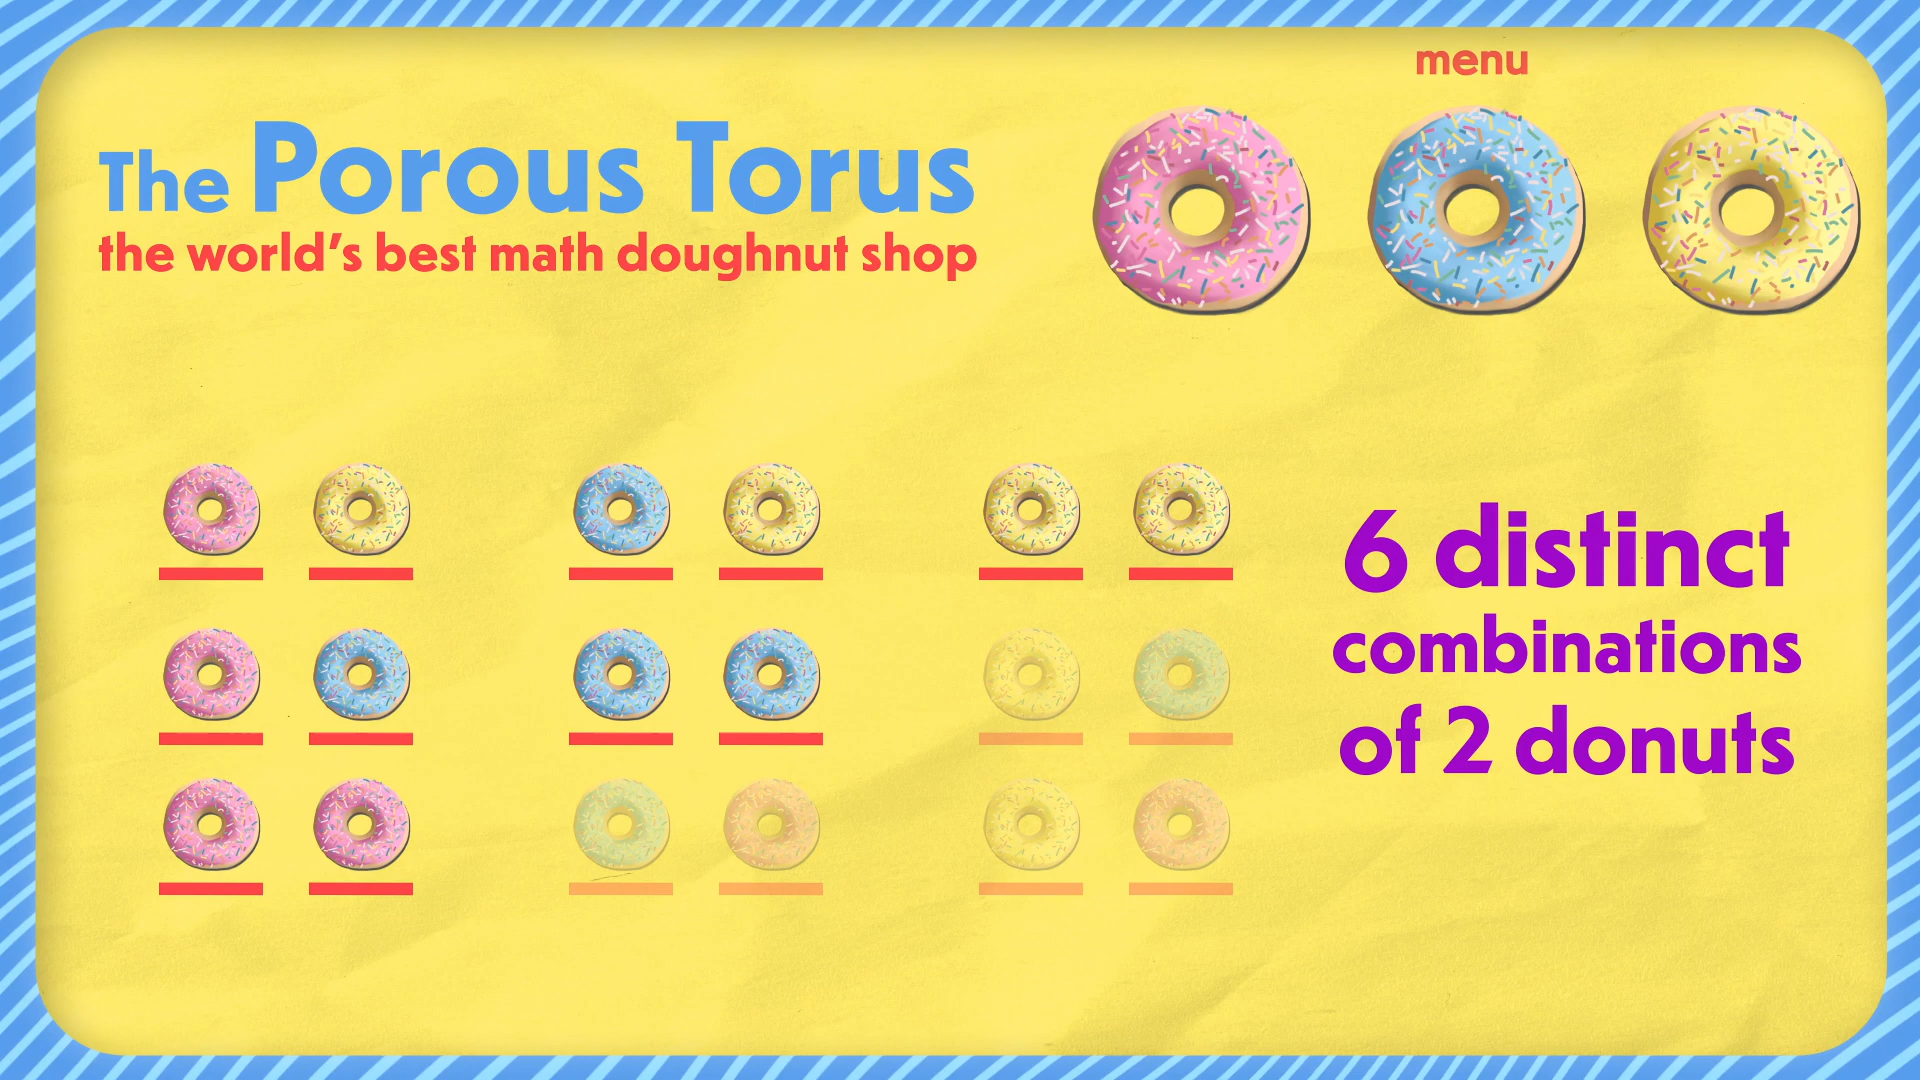 menu
The Porous Torus
the world's best math doughnut shop
6 distinct
combinations
of 2 donuts